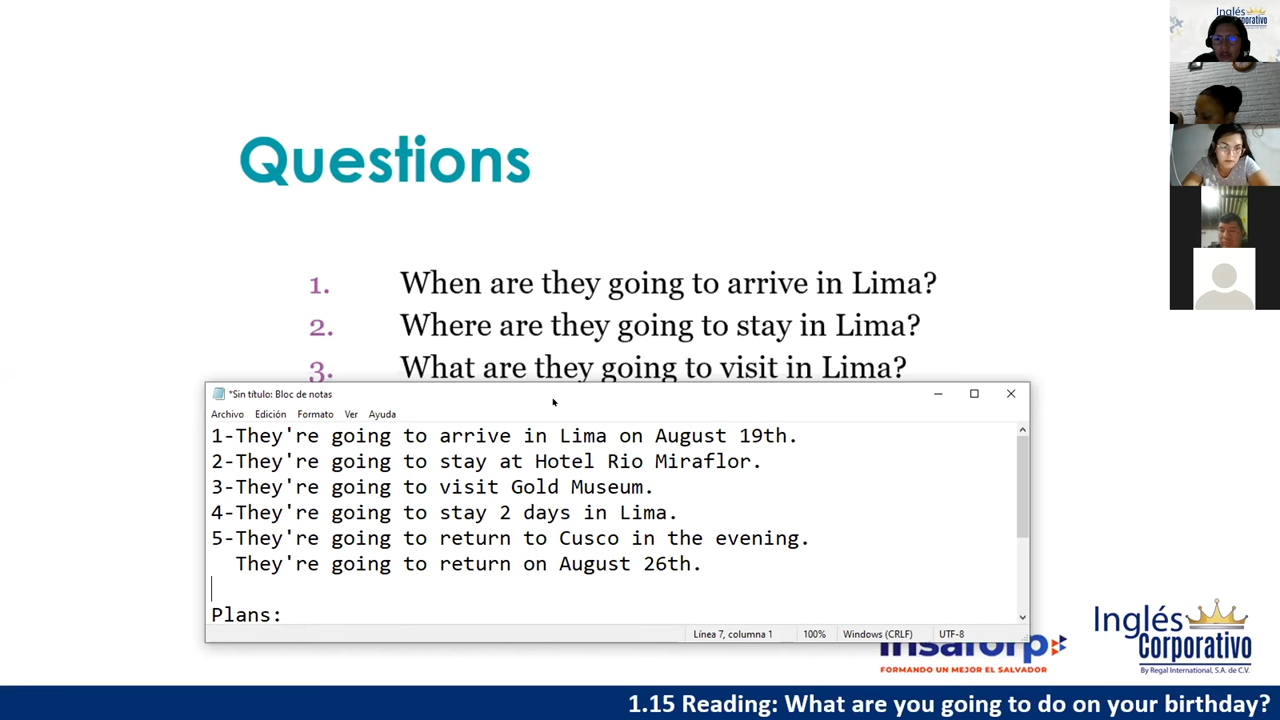 Inglés
Corporativo
Questions
1. When are they going to arrive in Lima?
2. Where are they going to stay in Lima?
3. What are they going to visit in Lima?
*Sin título: Bloc de notas
Archivo Edición Formato Ver Ayuda
1-They're going to arrive in Lima on August 19th.
2-They're going to stay at Hotel Rio Miraflor.
3-They're going to visit Gold Museum.
4-They're going to stay 2 days in Lima.
5-They're going to return to Cusco in the evening.
They're going to return on August 26th.
Plans:
Línea 7, columna 1 100% Windows (CRLF) UTF-8
insaforp
FORMANDO UN MEJOR EL SALVADOR
Inglés
Corporativo
By Regal International, S.A. de C.V.
1.15 Reading: What are you going to do on your birthday?